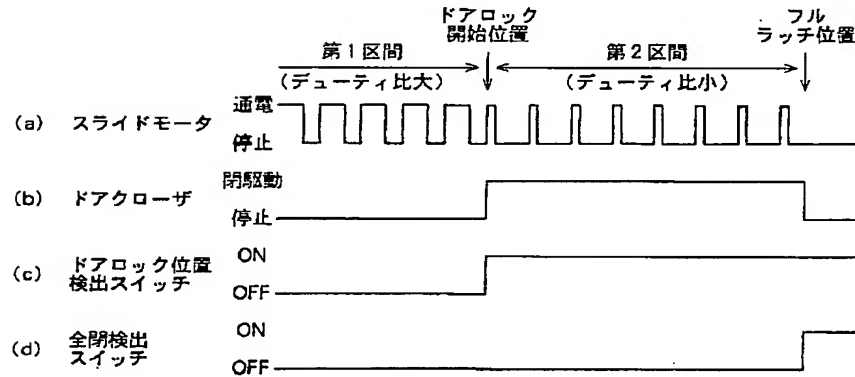 ドアロック
開始位置
フル
ラッチ位置
第1区間
第2区間
(デューティ比大)
(デューティ比小)
(a) スライドモータ
通電
停止
(b) ドアクローザ
閉駆動
停止
(c) ドアロック位置
検出スイッチ
ON
OFF
(d) 全閉検出
スイッチ
ON
OFF